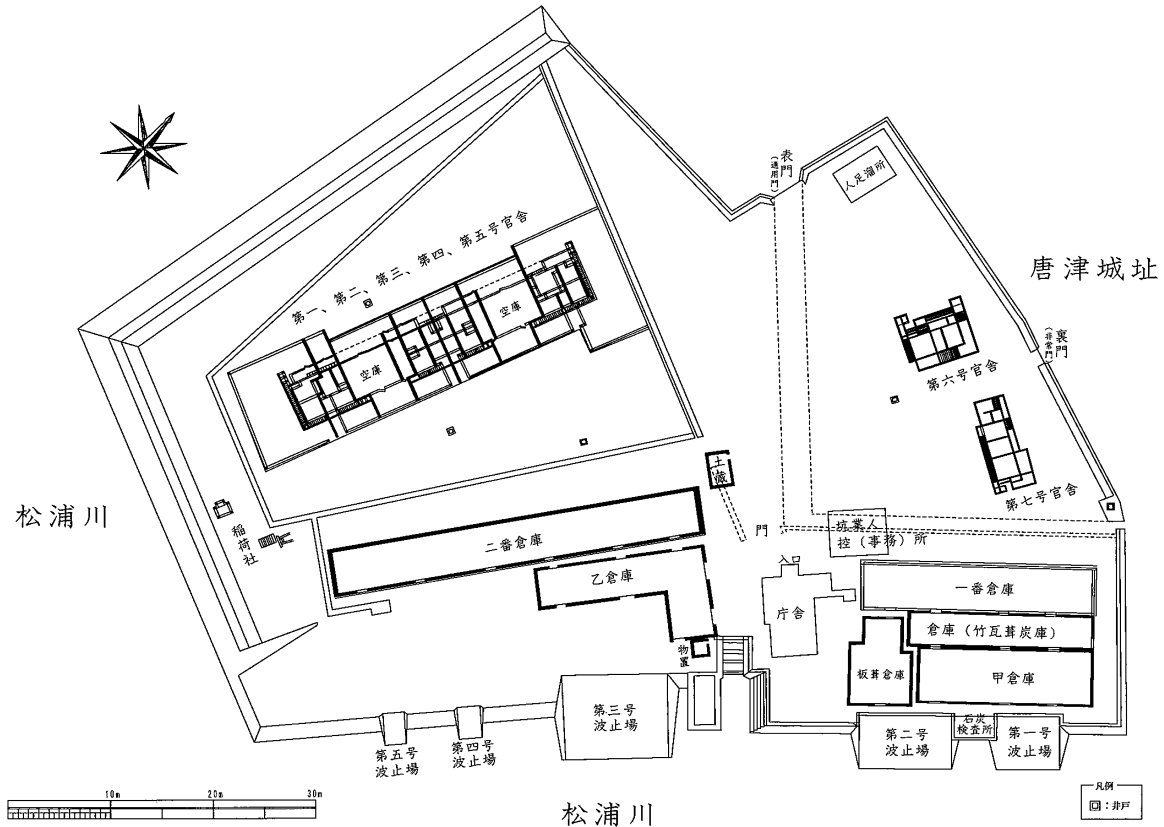 表門
(通用門)
人足溜所
唐津城址
第一、第二、第三、第四、第五号官舎
空庫
空庫
裏門
(非常門)
第六号官舎
第七号官舎
松浦川
稲荷社
土蔵
門
坑業人
控(事務)所
二番倉庫
入口
乙倉庫
庁舎
一番倉庫
倉庫(竹瓦葺炭庫)
物置
板葺倉庫
甲倉庫
第三号
波止場
第五号
波止場
第四号
波止場
第二号
波止場
石炭
検査所
第一号
波止場
10m
20m
30m
松浦川
凡例
:井戸